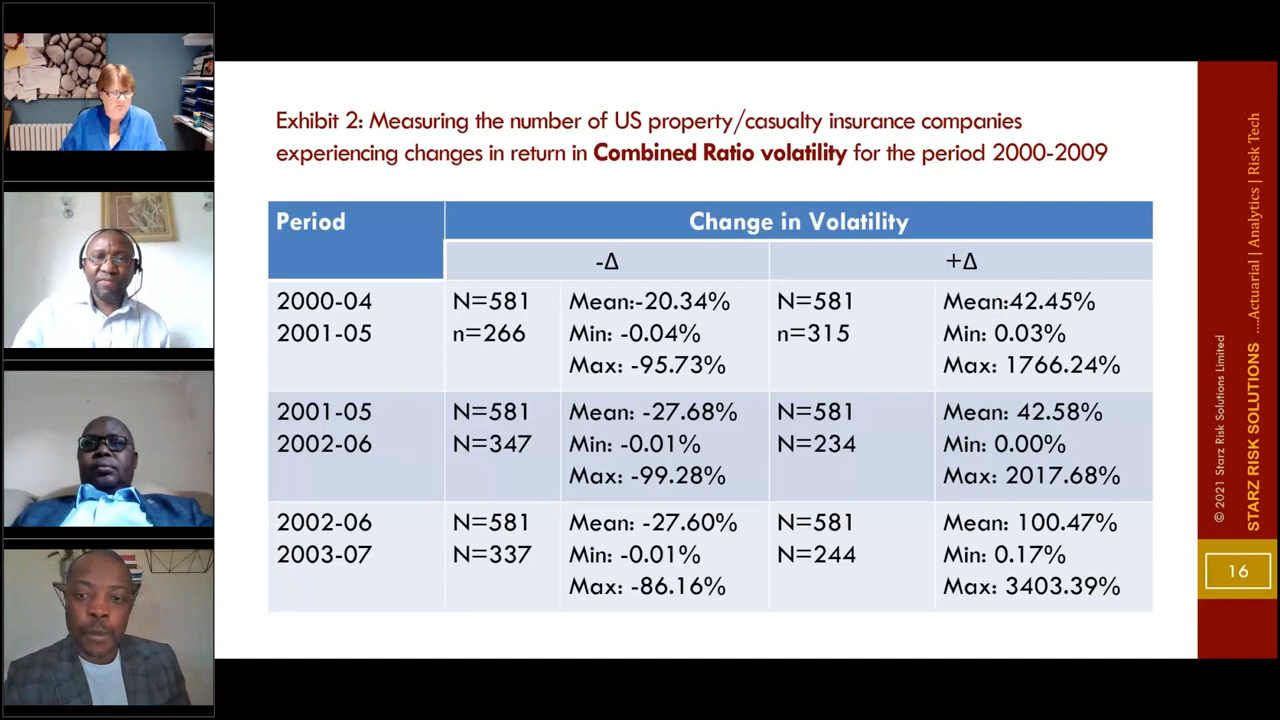 Exhibit 2: Measuring the number of US property/casualty insurance companies
experiencing changes in return in Combined Ratio volatility for the period 2000-2009
Period
Change in Volatility
-Δ
+Δ
2000-04
2001-05
N=581
n=266
Mean:-20.34%
Min: -0.04%
Max: -95.73%
N=581
n=315
Mean:42.45%
Min: 0.03%
Max: 1766.24%
2001-05
2002-06
N=581
N=347
Mean: -27.68%
Min: -0.01%
Max: -99.28%
N=581
N=234
Mean: 42.58%
Min: 0.00%
Max: 2017.68%
2002-06
2003-07
N=581
N=337
Mean: -27.60%
Min: -0.01%
Max: -86.16%
N=581
N=244
Mean: 100.47%
Min: 0.17%
Max: 3403.39%
© 2021 Starz Risk Solutions Limited
STARZ RISK SOLUTIONS ....Actuarial | Analytics | Risk Tech
16